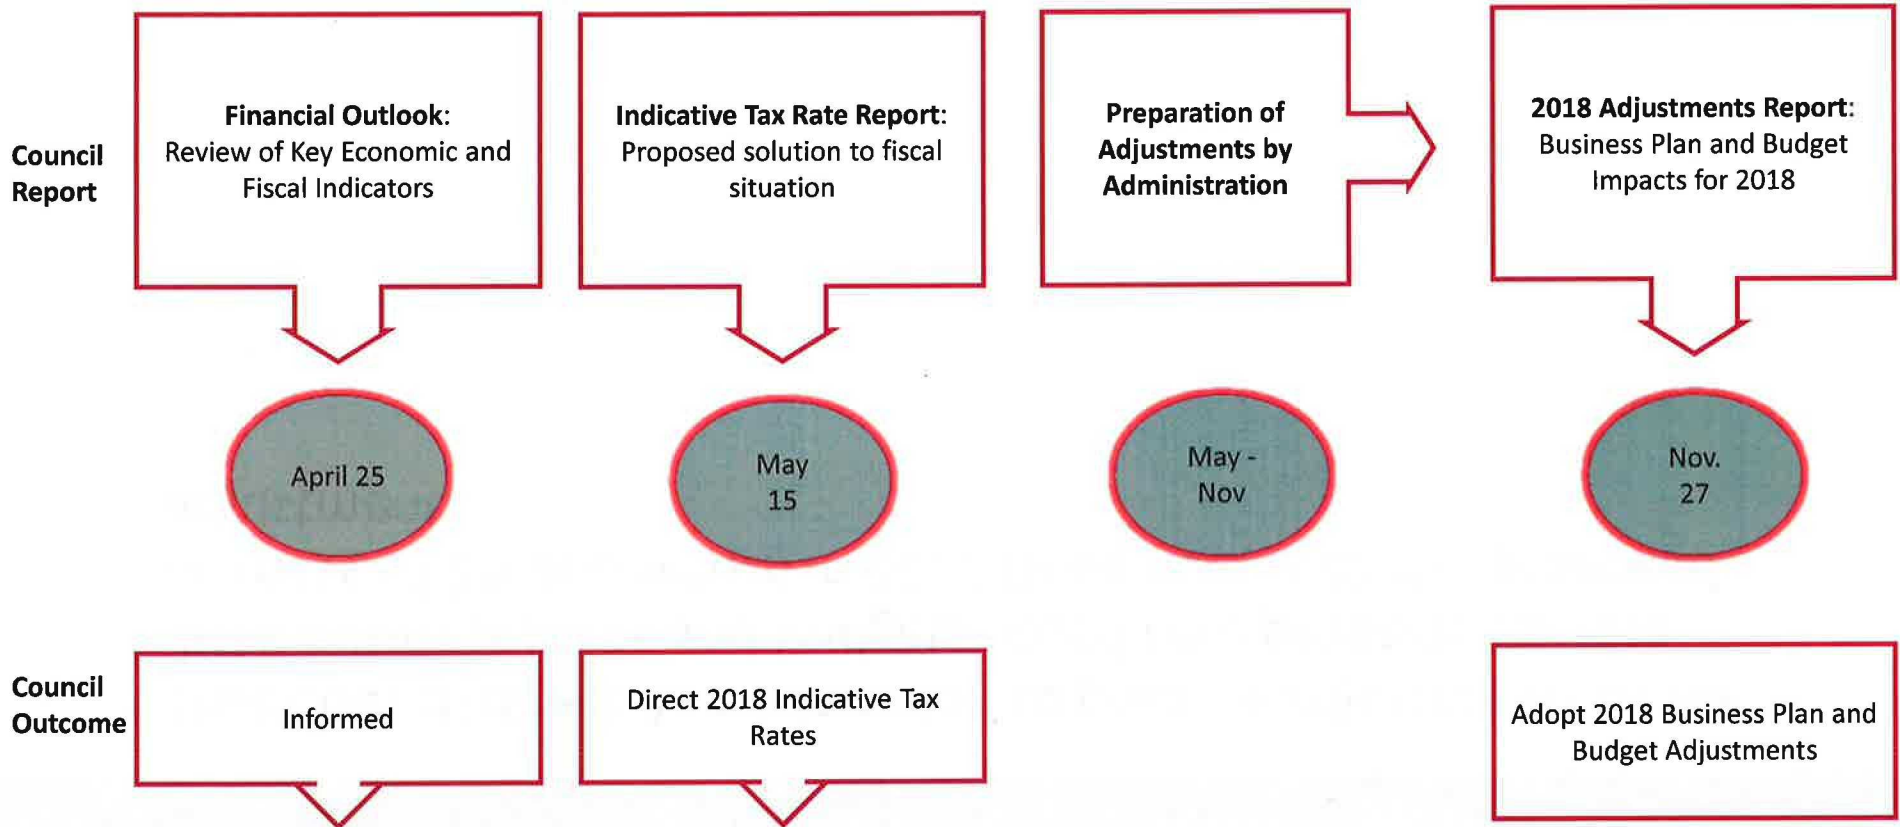 Council
Report
Financial Outlook:
Review of Key Economic and
Fiscal Indicators
Indicative Tax Rate Report:
Proposed solution to fiscal
situation
Preparation of
Adjustments by
Administration
2018 Adjustments Report:
Business Plan and Budget
Impacts for 2018
April 25
May
15
May -
Nov
Nov.
27
Council
Outcome
Informed
Direct 2018 Indicative Tax
Rates
Adopt 2018 Business Plan and
Budget Adjustments